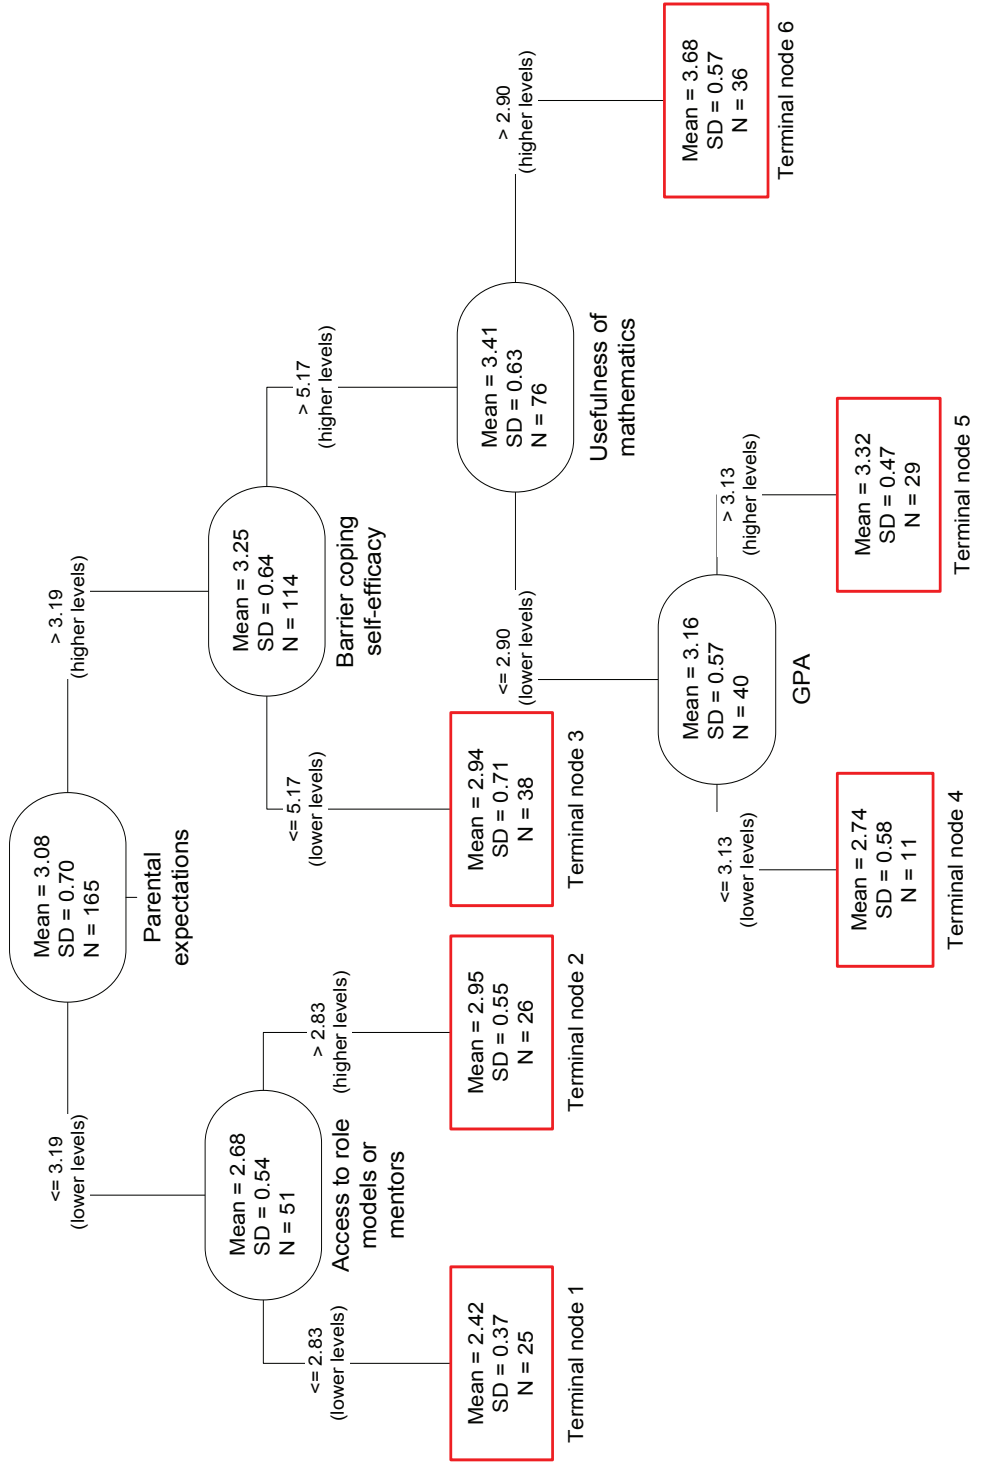 Mean = 3.08
SD = 0.70
N = 165
Parental
expectations
<= 3.19
(lower levels)
> 3.19
(higher levels)
Mean = 2.68
SD = 0.54
N = 51
Access to role
models or
mentors
Mean = 3.25
SD = 0.64
N = 114
Barrier coping
self-efficacy
<= 2.83
(lower levels)
> 2.83
(higher levels)
<= 5.17
(lower levels)
> 5.17
(higher levels)
Mean = 2.42
SD = 0.37
N = 25
Terminal node 1
Mean = 2.95
SD = 0.55
N = 26
Terminal node 2
Mean = 2.94
SD = 0.71
N = 38
Terminal node 3
Mean = 3.41
SD = 0.63
N = 76
Usefulness of
mathematics
<= 2.90
(lower levels)
> 2.90
(higher levels)
Mean = 3.16
SD = 0.57
N = 40
GPA
Mean = 3.68
SD = 0.57
N = 36
Terminal node 6
<= 3.13
(lower levels)
> 3.13
(higher levels)
Mean = 2.74
SD = 0.58
N = 11
Terminal node 4
Mean = 3.32
SD = 0.47
N = 29
Terminal node 5